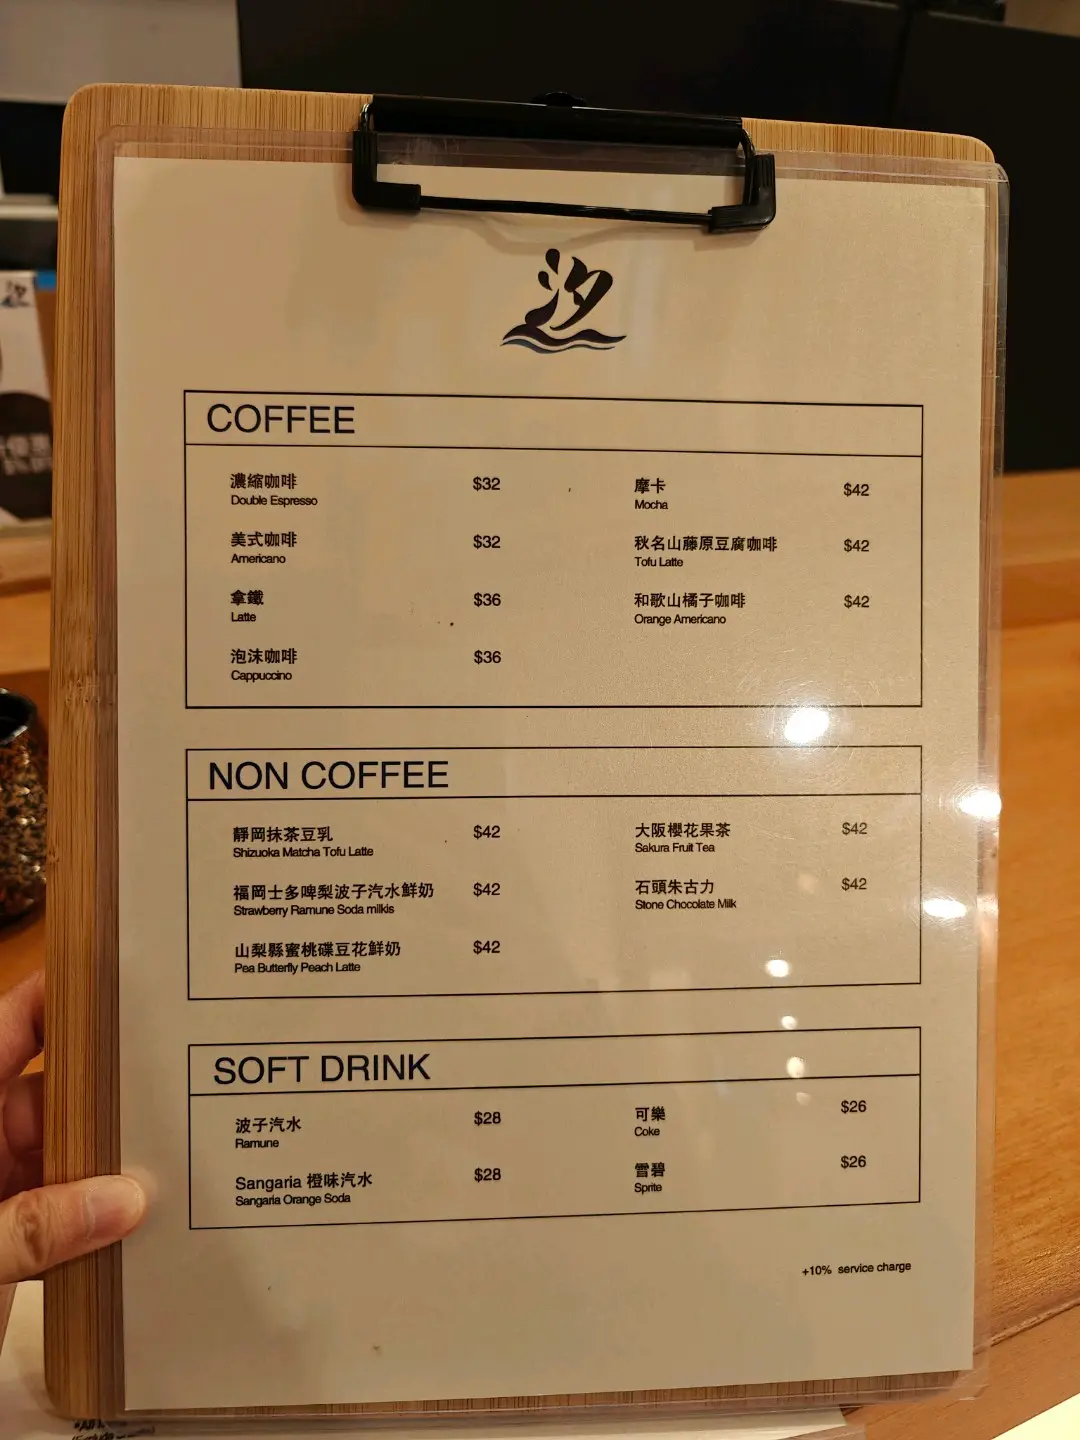 汐
COFFEE
濃縮咖啡 $32
Double Espresso
美式咖啡 $32
Americano
拿鐵 $36
Latte
泡沫咖啡 $36
Cappuccino
摩卡 $42
Mocha
秋名山藤原豆腐咖啡 $42
Tofu Latte
和歌山橘子咖啡 $42
Orange Americano
NON COFFEE
靜岡抹茶豆乳 $42
Shizuoka Matcha Tofu Latte
福岡士多啤梨波子汽水鮮奶 $42
Strawberry Ramune Soda milkis
山梨縣蜜桃碟豆花鮮奶 $42
Pea Butterfly Peach Latte
大阪櫻花果茶 $42
Sakura Fruit Tea
石頭朱古力 $42
Stone Chocolate Milk
SOFT DRINK
波子汽水 $28
Ramune
Sangaria 橙味汽水 $28
Sangaria Orange Soda
可樂 $26
Coke
雪碧 $26
Sprite
+10% service charge